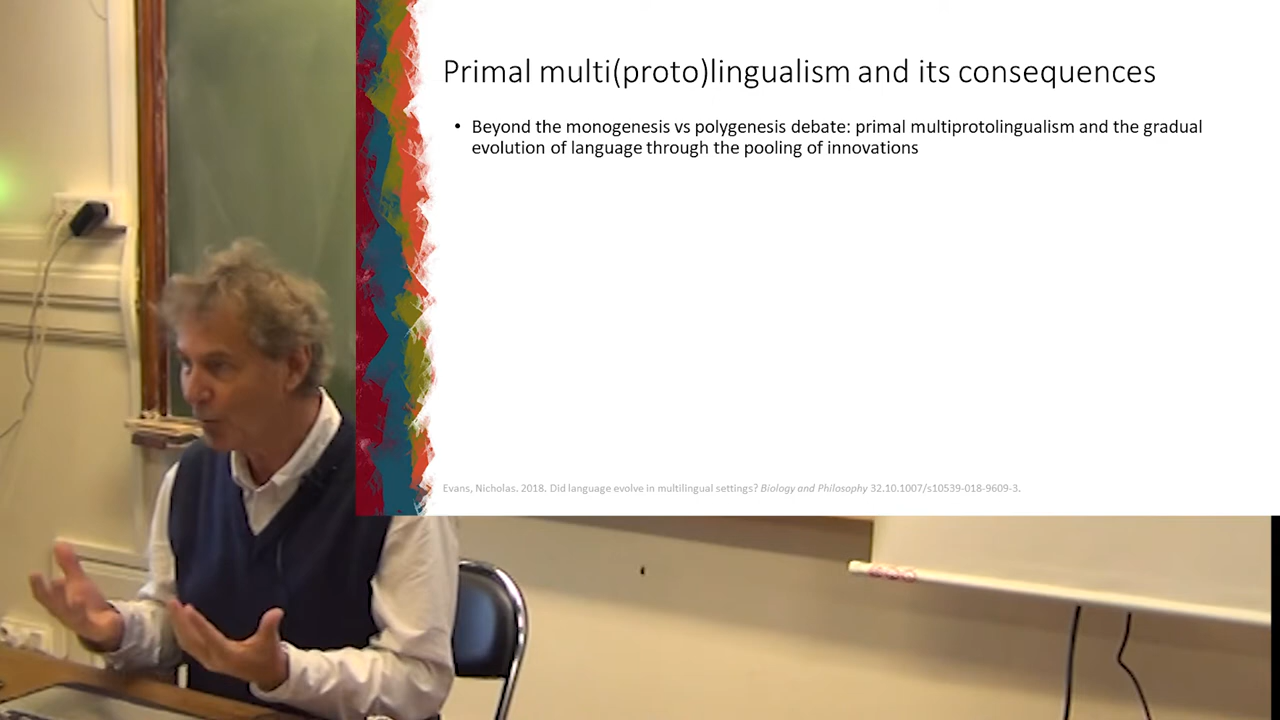 Primal multi(proto)lingualism and its consequences
• Beyond the monogenesis vs polygenesis debate: primal multiprotolingualism and the gradual
evolution of language through the pooling of innovations
Evans, Nicholas. 2018. Did language evolve in multilingual settings? Biology and Philosophy 32.10.1007/s10539-018-9609-3.